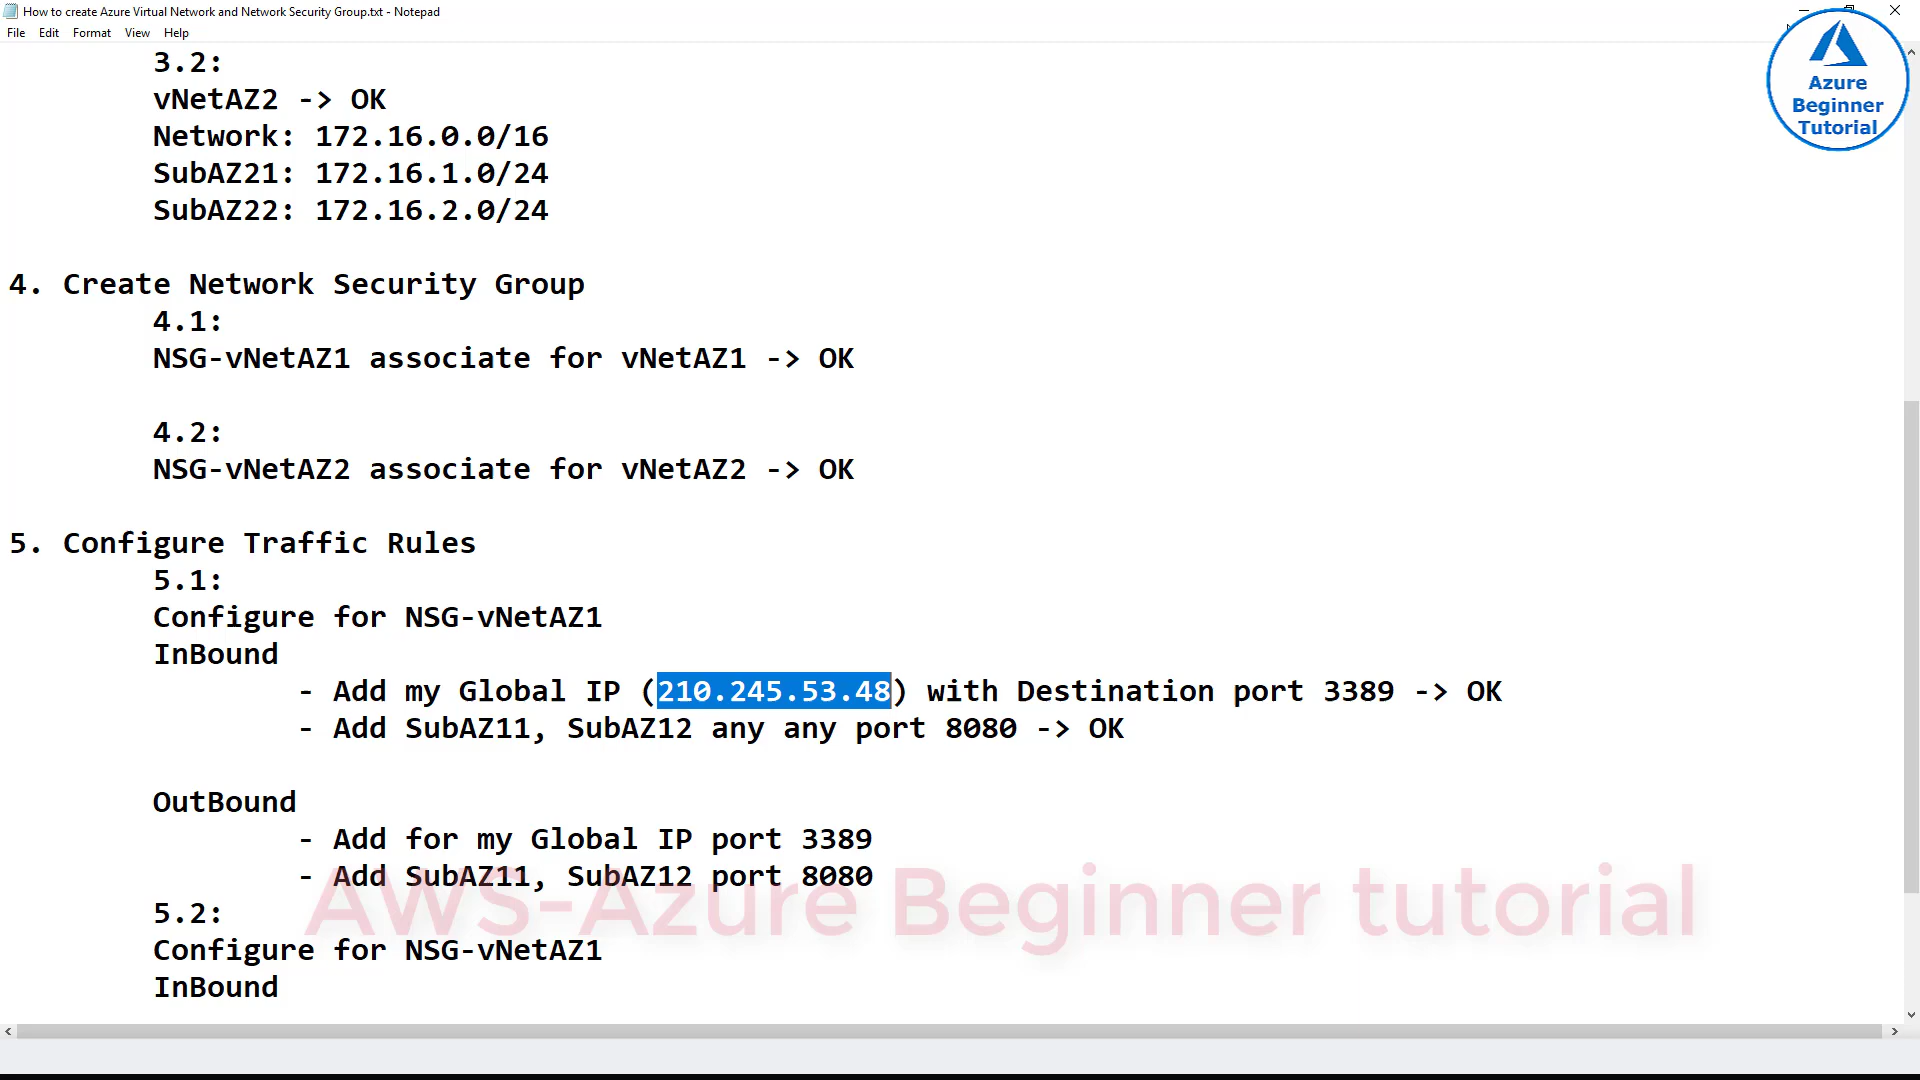 How to create Azure Virtual Network and Network Security Group.txt - Notepad
File Edit Format View Help
Azure
Beginner
Tutorial
3.2:
vNetAZ2 -> OK
Network: 172.16.0.0/16
SubAZ21: 172.16.1.0/24
SubAZ22: 172.16.2.0/24
4. Create Network Security Group
4.1:
NSG-vNetAZ1 associate for vNetAZ1 -> OK
4.2:
NSG-vNetAZ2 associate for vNetAZ2 -> OK
5. Configure Traffic Rules
5.1:
Configure for NSG-vNetAZ1
InBound
- Add my Global IP (210.245.53.48) with Destination port 3389 -> OK
- Add SubAZ11, SubAZ12 any any port 8080 -> OK
OutBound
- Add for my Global IP port 3389
- Add SubAZ11, SubAZ12 port 8080
AWS-Azure Beginner tutorial
5.2:
Configure for NSG-vNetAZ1
InBound